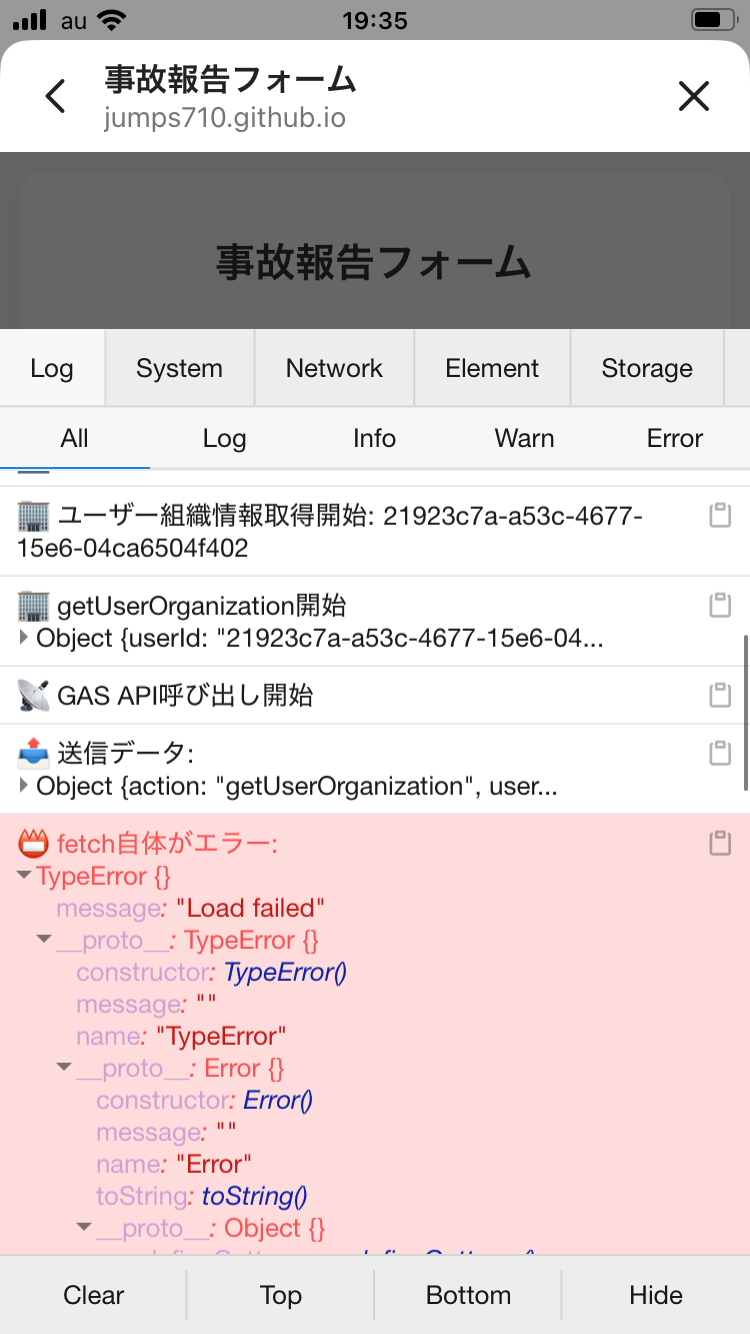 au 19:35
事故報告フォーム
jumps710.github.io
事故報告フォーム
Log System Network Element Storage
All Log Info Warn Error
🏢 ユーザー組織情報取得開始: 21923c7a-a53c-4677-
15e6-04ca6504f402
🏢 getUserOrganization開始
Object {userId: "21923c7a-a53c-4677-15e6-04...
📡 GAS API呼び出し開始
📤 送信データ:
Object {action: "getUserOrganization", user...
📛 fetch自体がエラー:
TypeError {}
message: "Load failed"
__proto__: TypeError {}
constructor: TypeError()
message: ""
name: "TypeError"
__proto__: Error {}
constructor: Error()
message: ""
name: "Error"
toString: toString()
__proto__: Object {}
Clear Top Bottom Hide